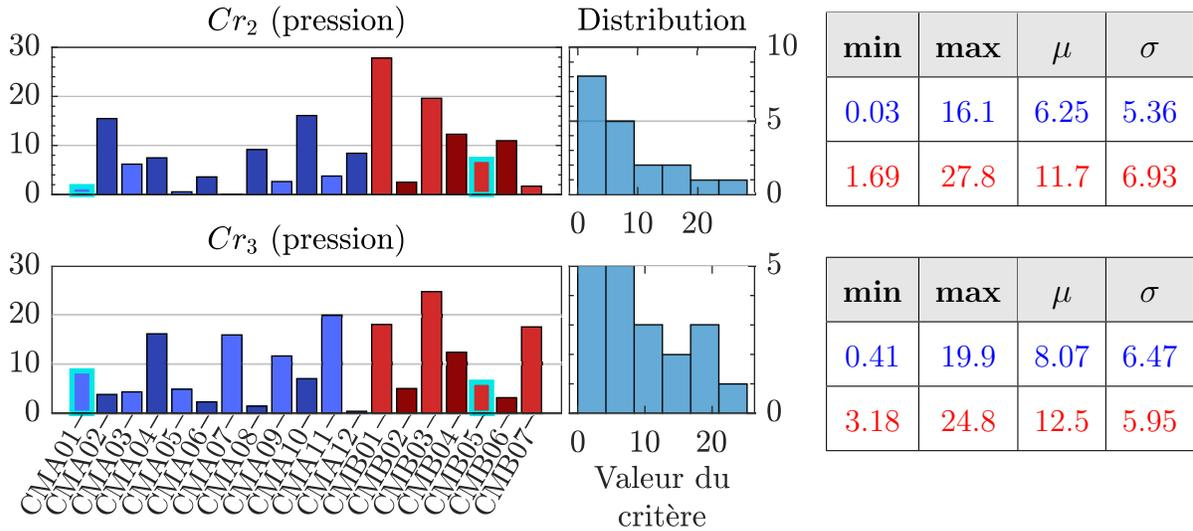 Cr2 (pression)
Distribution
30
20
10
0
10
5
0
0 10 20
min max μ σ
0.03 16.1 6.25 5.36
1.69 27.8 11.7 6.93
Cr3 (pression)
30
20
10
0
CMA01
CMA02
CMA03
CMA04
CMA05
CMA06
CMA07
CMA08
CMA09
CMA10
CMA11
CMA12
CMB01
CMB02
CMB03
CMB04
CMB05
CMB06
CMB07
5
0
0 10 20
Valeur du
critère
min max μ σ
0.41 19.9 8.07 6.47
3.18 24.8 12.5 5.95